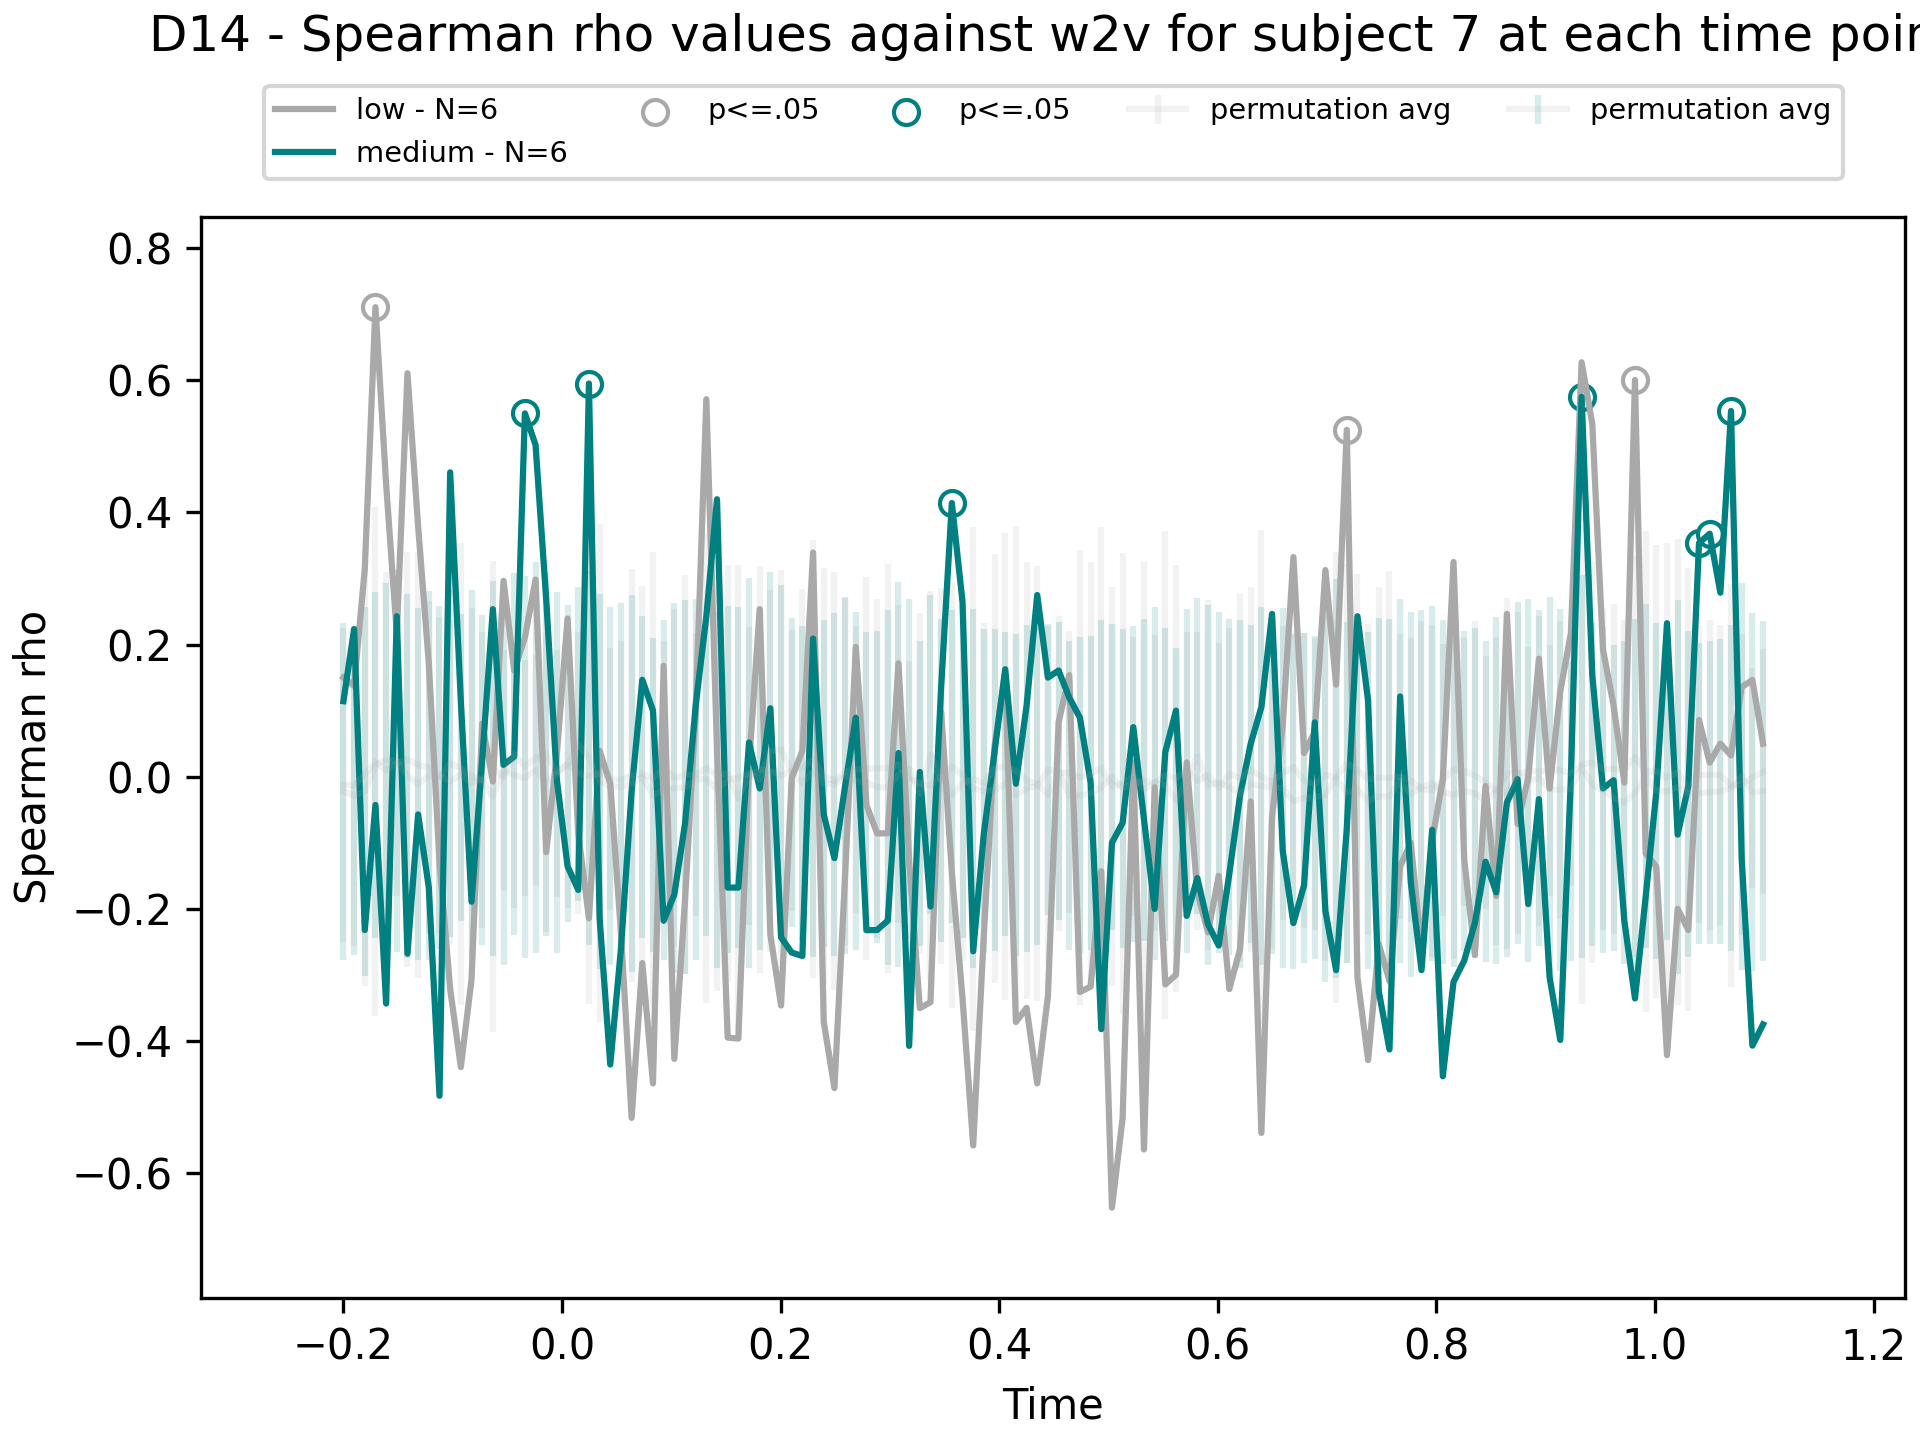 D14 - Spearman rho values against w2v for subject 7 at each time poin
low - N=6
medium - N=6
p<=.05
p<=.05
permutation avg
permutation avg
Spearman rho
0.8
0.6
0.4
0.2
0.0
−0.2
−0.4
−0.6
−0.2
0.0
0.2
0.4
0.6
0.8
1.0
1.2
Time